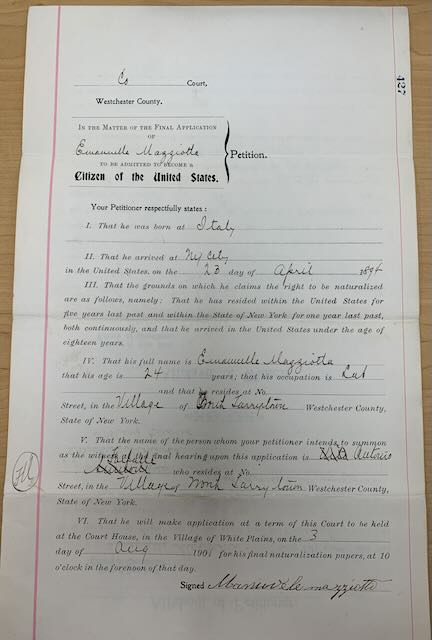 427
Co Court,
Westchester County.
IN THE MATTER OF THE FINAL APPLICATION
OF
Emanuelle Mazziotta
TO BE ADMITTED TO BECOME A
Citizen of the United States.
Petition.
Your Petitioner respectfully states:
I. That he was born at Italy
II. That he arrived at NY City
in the United States, on the 23 day of April 189
III. That the grounds on which he claims the right to be naturalized
are as follows, namely: That he has resided within the United States for
five years last past and within the State of New York for one year last past,
both continuously, and that he arrived in the United States under the age of
eighteen years.
IV. That his full name is Emanuelle Mazziotta
that his age is 24 years; that his occupation is
and that he resides at No.
Street, in the Village of North Tarrytown Westchester County,
State of New York.
V. That the name of the person whom your petitioner intends to summon
as the witness final hearing upon this application is Antonio
who resides at No.
Street, in the Village of North Tarrytown Westchester County,
State of New York.
VI. That he will make application at a term of this Court to be held
at the Court House, in the Village of White Plains, on the 3
day of Aug 1901 for his final naturalization papers, at 10
o'clock in the forenoon of that day.
Signed Manuele mazziotti